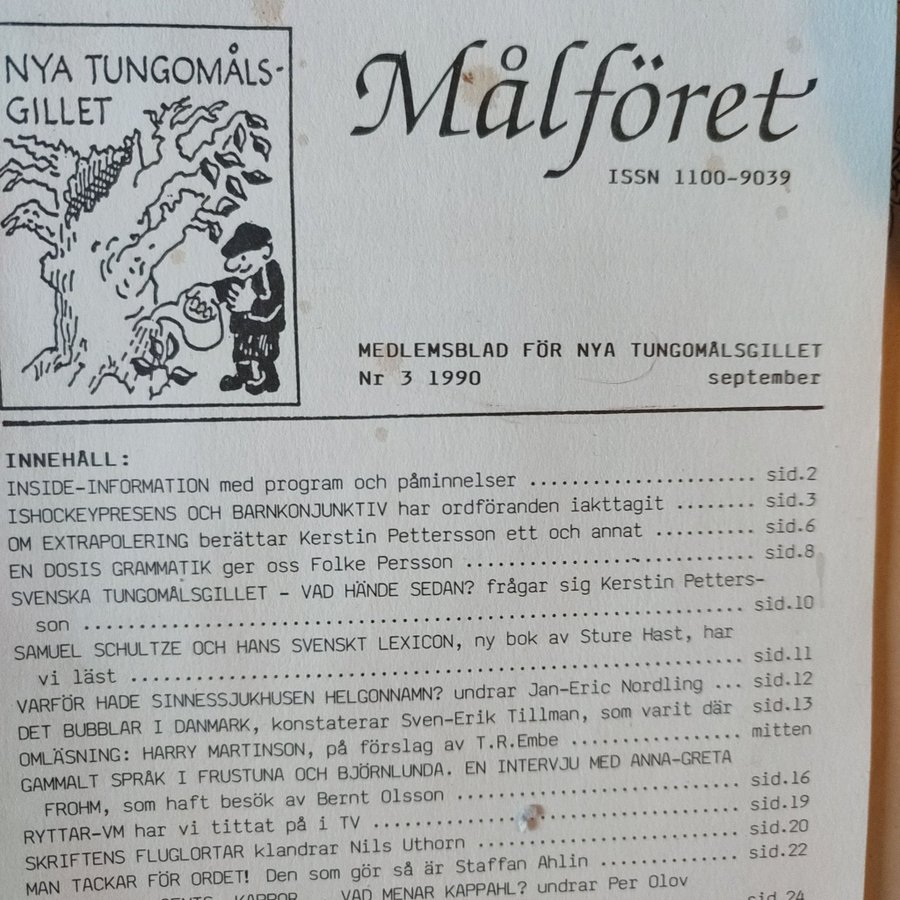 NYA TUNGOMÅLS-
GILLET
Målföret
ISSN 1100-9039
MEDLEMSBLAD FÖR NYA TUNGOMÅLSGILLET
Nr 3 1990 september
INNEHÅLL:
INSIDE-INFORMATION med program och påminnelser ...................... sid.2
ISHOCKEYPRESENS OCH BARNKONJUNKTIV har ordföranden iakttagit ........ sid.3
OM EXTRAPOLERING berättar Kerstin Pettersson ett och annat .......... sid.6
EN DOSIS GRAMMATIK ger oss Folke Persson ........................... sid.8
SVENSKA TUNGOMÅLSGILLET - VAD HÄNDE SEDAN? frågar sig Kerstin Petters-
son ............................................................. sid.10
SAMUEL SCHULTZE OCH HANS SVENSKT LEXICON, ny bok av Sture Hast, har
vi läst ......................................................... sid.11
VARFÖR HADE SINNESSJUKHUSEN HELGONNAMN? undrar Jan-Eric Nordling ... sid.12
DET BUBBLAR I DANMARK, konstaterar Sven-Erik Tillman, som varit där sid.13
OMLÄSNING: HARRY MARTINSON, på förslag av T.R.Embe ................ mitten
GAMMALT SPRÅK I FRUSTUNA OCH BJÖRNLUNDA. EN INTERVJU MED ANNA-GRETA
FROHM, som haft besök av Bernt Olsson ........................... sid.16
RYTTAR-VM har vi tittat på i TV .................................. sid.19
SKRIFTENS FLUGLORTAR klandrar Nils Uthorn ......................... sid.20
MAN TACKAR FÖR ORDET! Den som gör så är Staffan Ahlin ............. sid.22
VAD MENAR KAPPAHL? undrar Per Olov
sid.24